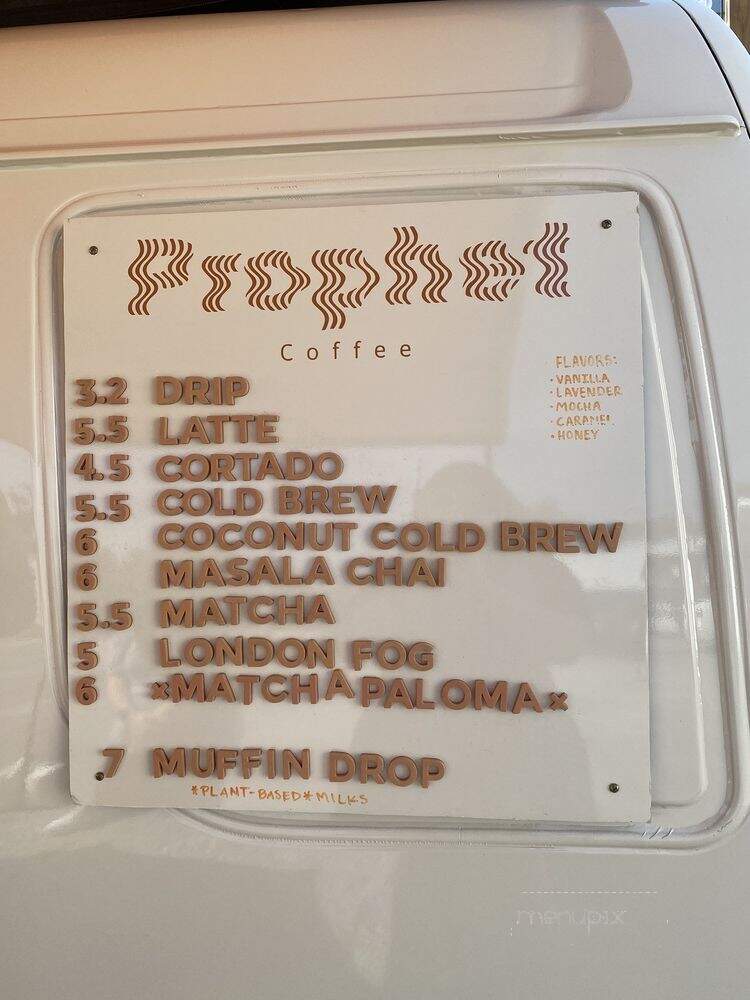 Prophet
Coffee
FLAVORS:
· VANILLA
· LAVENDER
· MOCHA
· CARAMEL
· HONEY
3.2 DRIP
5.5 LATTE
4.5 CORTADO
5.5 COLD BREW
6 COCONUT COLD BREW
6 MASALA CHAI
5.5 MATCHA
5 LONDON FOG
6 *MATCHA PALOMA*
7 MUFFIN DROP
*PLANT-BASED* MILKS
menupix